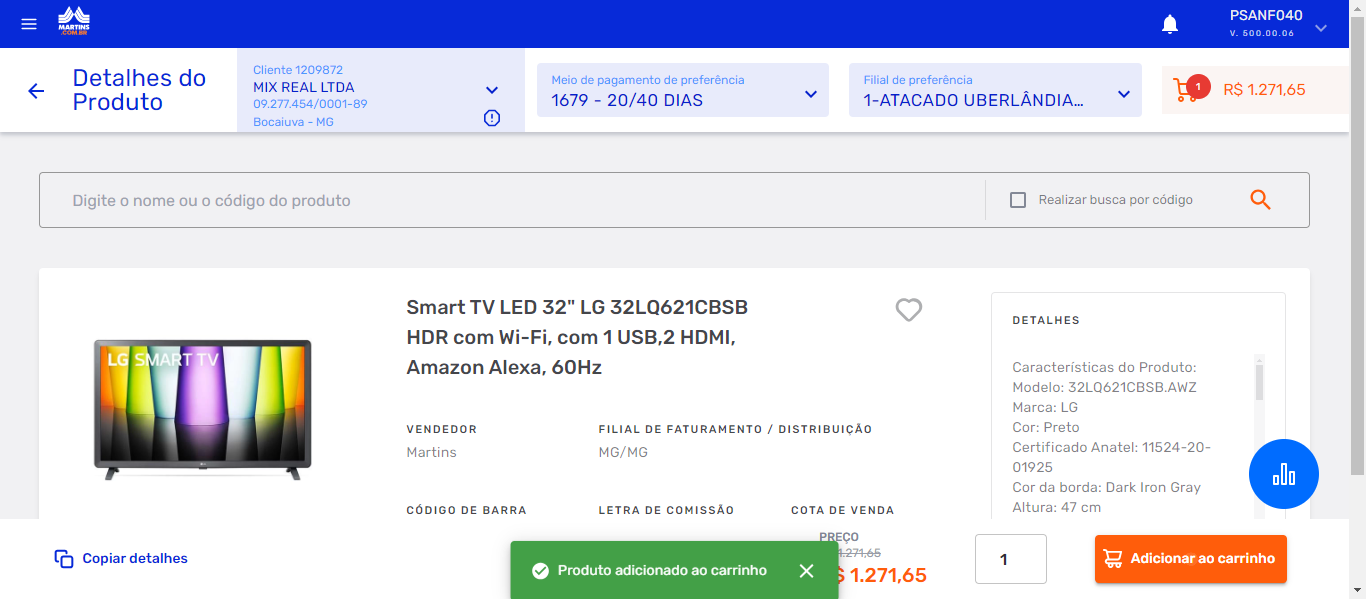 MARTINS
.COM.BR
PSANF040
V. 500.00.06
Detalhes do
Produto
Cliente 1209872
MIX REAL LTDA
09.277.454/0001-89
Bocaiuva - MG
Meio de pagamento de preferência
1679 - 20/40 DIAS
Filial de preferência
1-ATACADO UBERLÂNDIA...
1
R$ 1.271,65
Digite o nome ou o código do produto
Realizar busca por código
Smart TV LED 32" LG 32LQ621CBSB
HDR com Wi-Fi, com 1 USB,2 HDMI,
Amazon Alexa, 60Hz
LG SMART TV
VENDEDOR
Martins
FILIAL DE FATURAMENTO / DISTRIBUIÇÃO
MG/MG
CÓDIGO DE BARRA
LETRA DE COMISSÃO
COTA DE VENDA
DETALHES
Características do Produto:
Modelo: 32LQ621CBSB.AWZ
Marca: LG
Cor: Preto
Certificado Anatel: 11524-20-
01925
Cor da borda: Dark Iron Gray
Altura: 47 cm
Copiar detalhes
Produto adicionado ao carrinho
PREÇO
1.271,65
$ 1.271,65
1
Adicionar ao carrinho